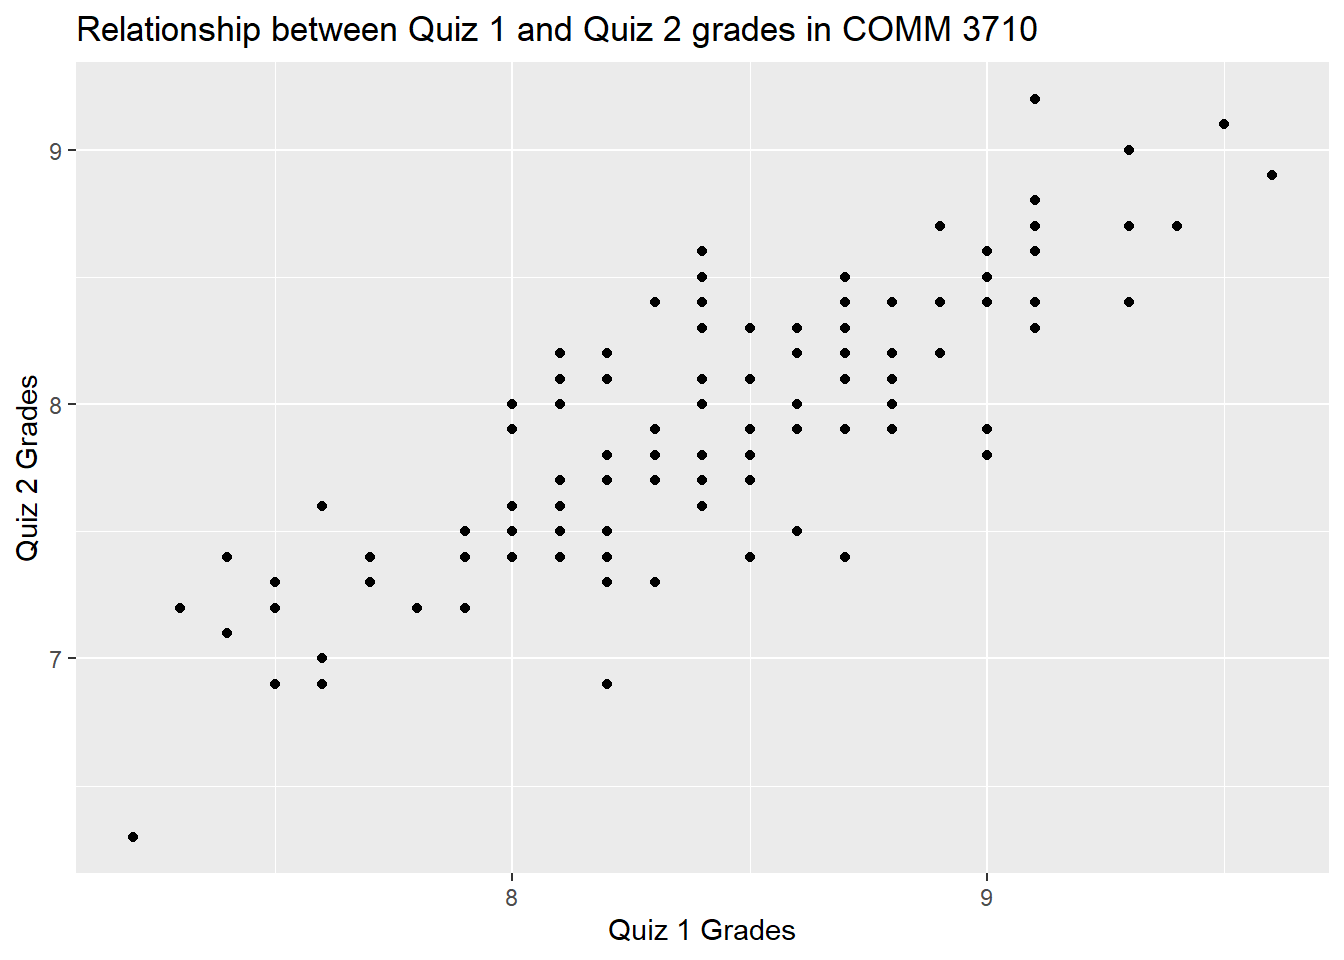 Relationship between Quiz 1 and Quiz 2 grades in COMM 3710
9
8
7
Quiz 2 Grades
8 9
Quiz 1 Grades